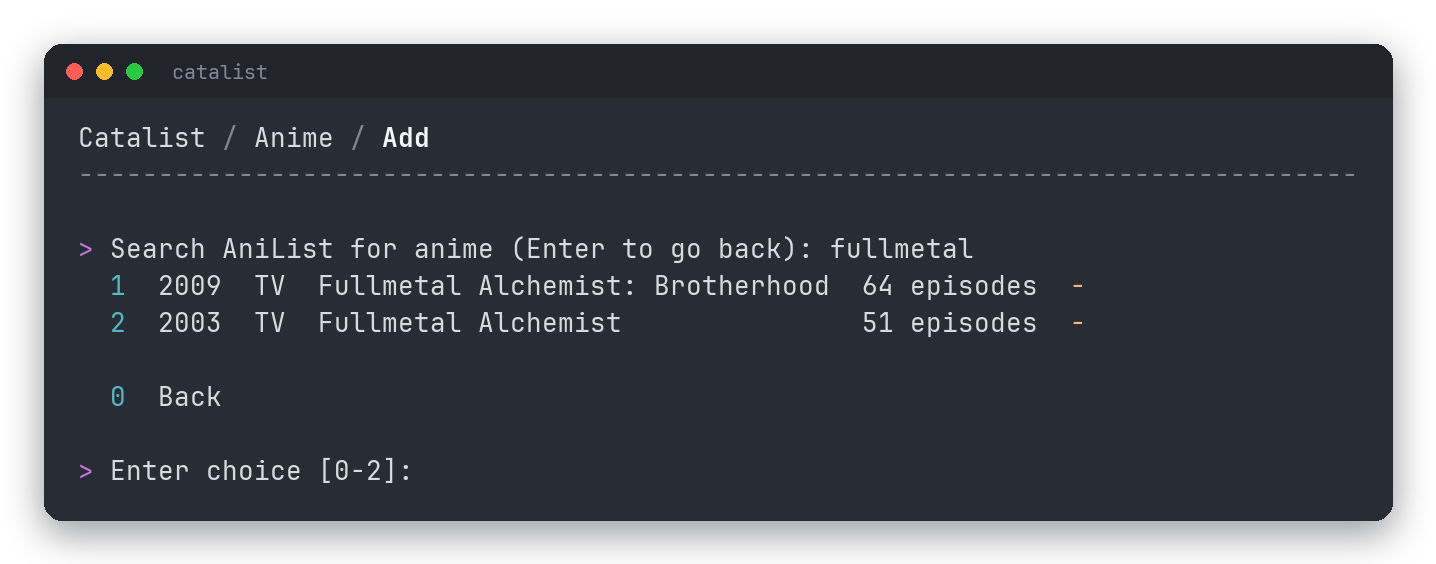 catalist
Catalist / Anime / Add
--------------------------------------------------------------------------------
> Search AniList for anime (Enter to go back): fullmetal
1  2009  TV  Fullmetal Alchemist: Brotherhood  64 episodes  -
2  2003  TV  Fullmetal Alchemist               51 episodes  -
0  Back
> Enter choice [0-2]: